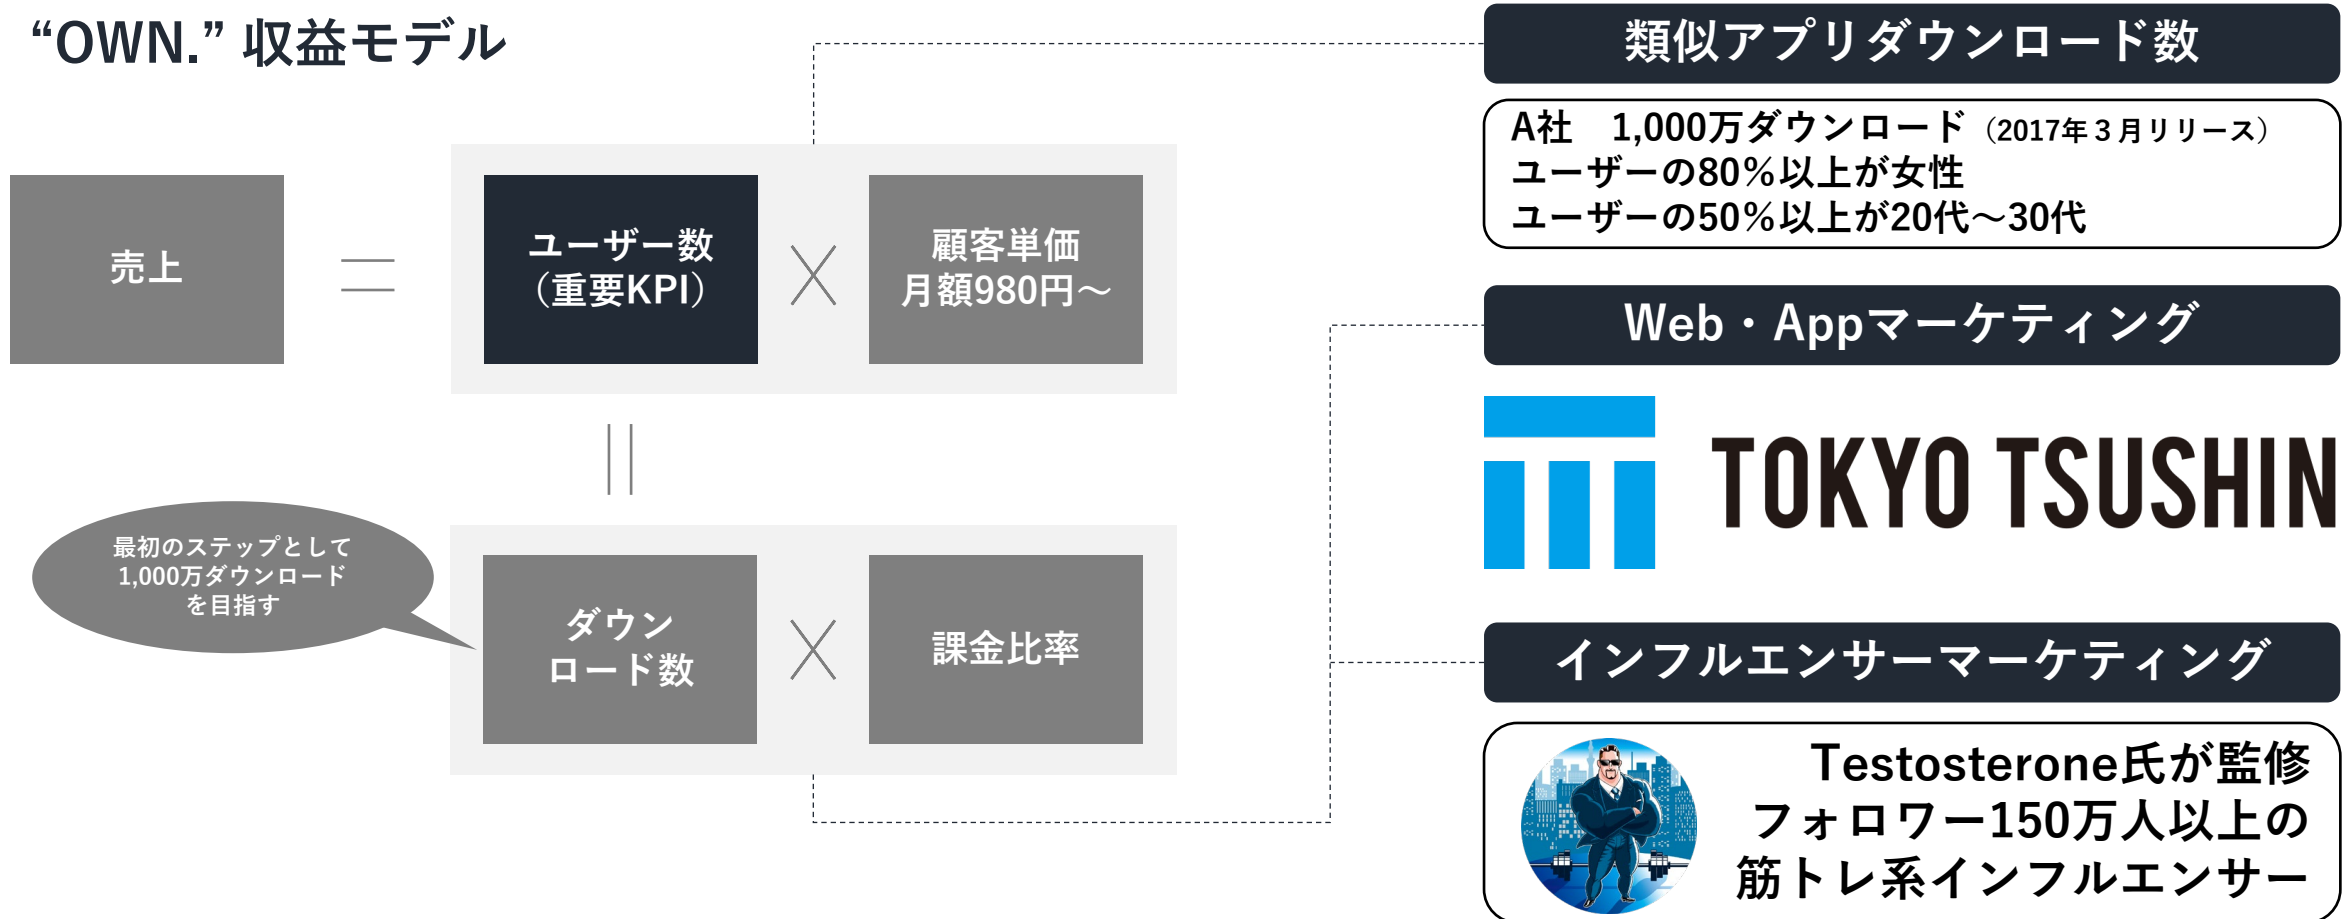 “OWN.” 収益モデル
売上
ユーザー数
（重要KPI）
顧客単価
月額980円～
最初のステップとして
1,000万ダウンロード
を目指す
ダウン
ロード数
課金比率
類似アプリダウンロード数
A社　1,000万ダウンロード（2017年３月リリース）
ユーザーの80％以上が女性
ユーザーの50％以上が20代～30代
Web・Appマーケティング
TOKYO TSUSHIN
インフルエンサーマーケティング
Testosterone氏が監修
フォロワー150万人以上の
筋トレ系インフルエンサー